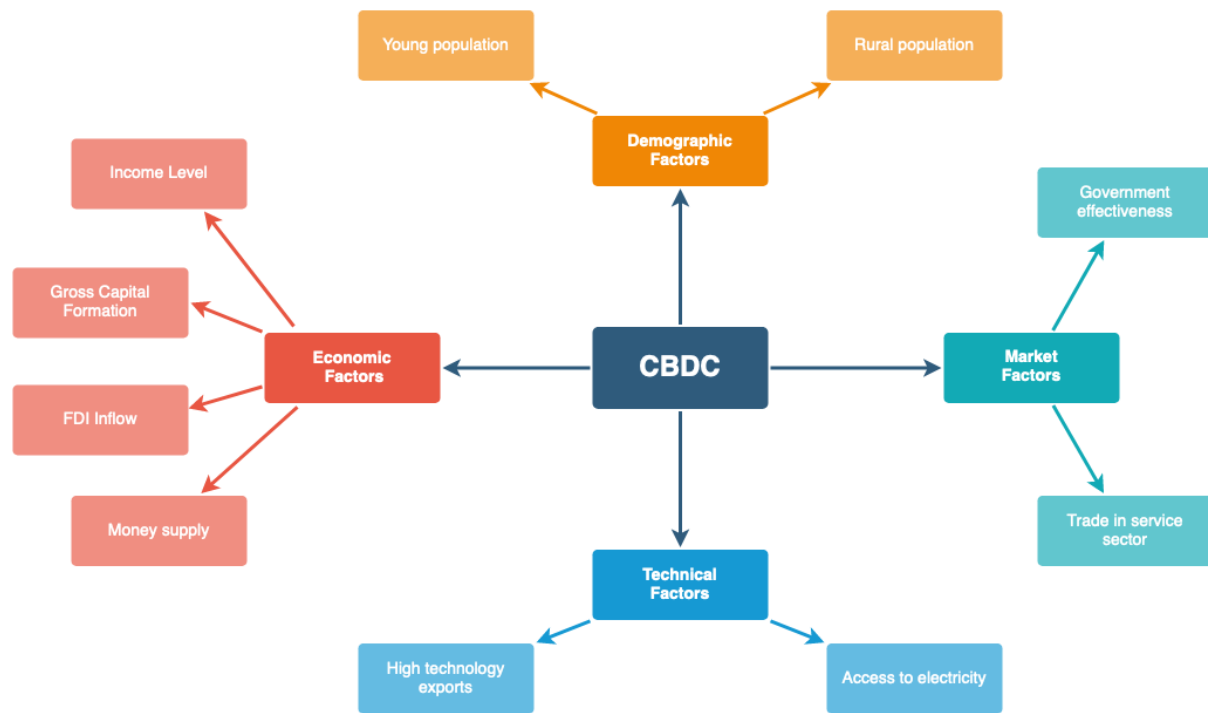 Young population
Rural population
Demographic
Factors
Income Level
Government
effectiveness
Gross Capital
Formation
Economic
Factors
CBDC
Market
Factors
FDI Inflow
Money supply
Trade in service
sector
Technical
Factors
High technology
exports
Access to electricity